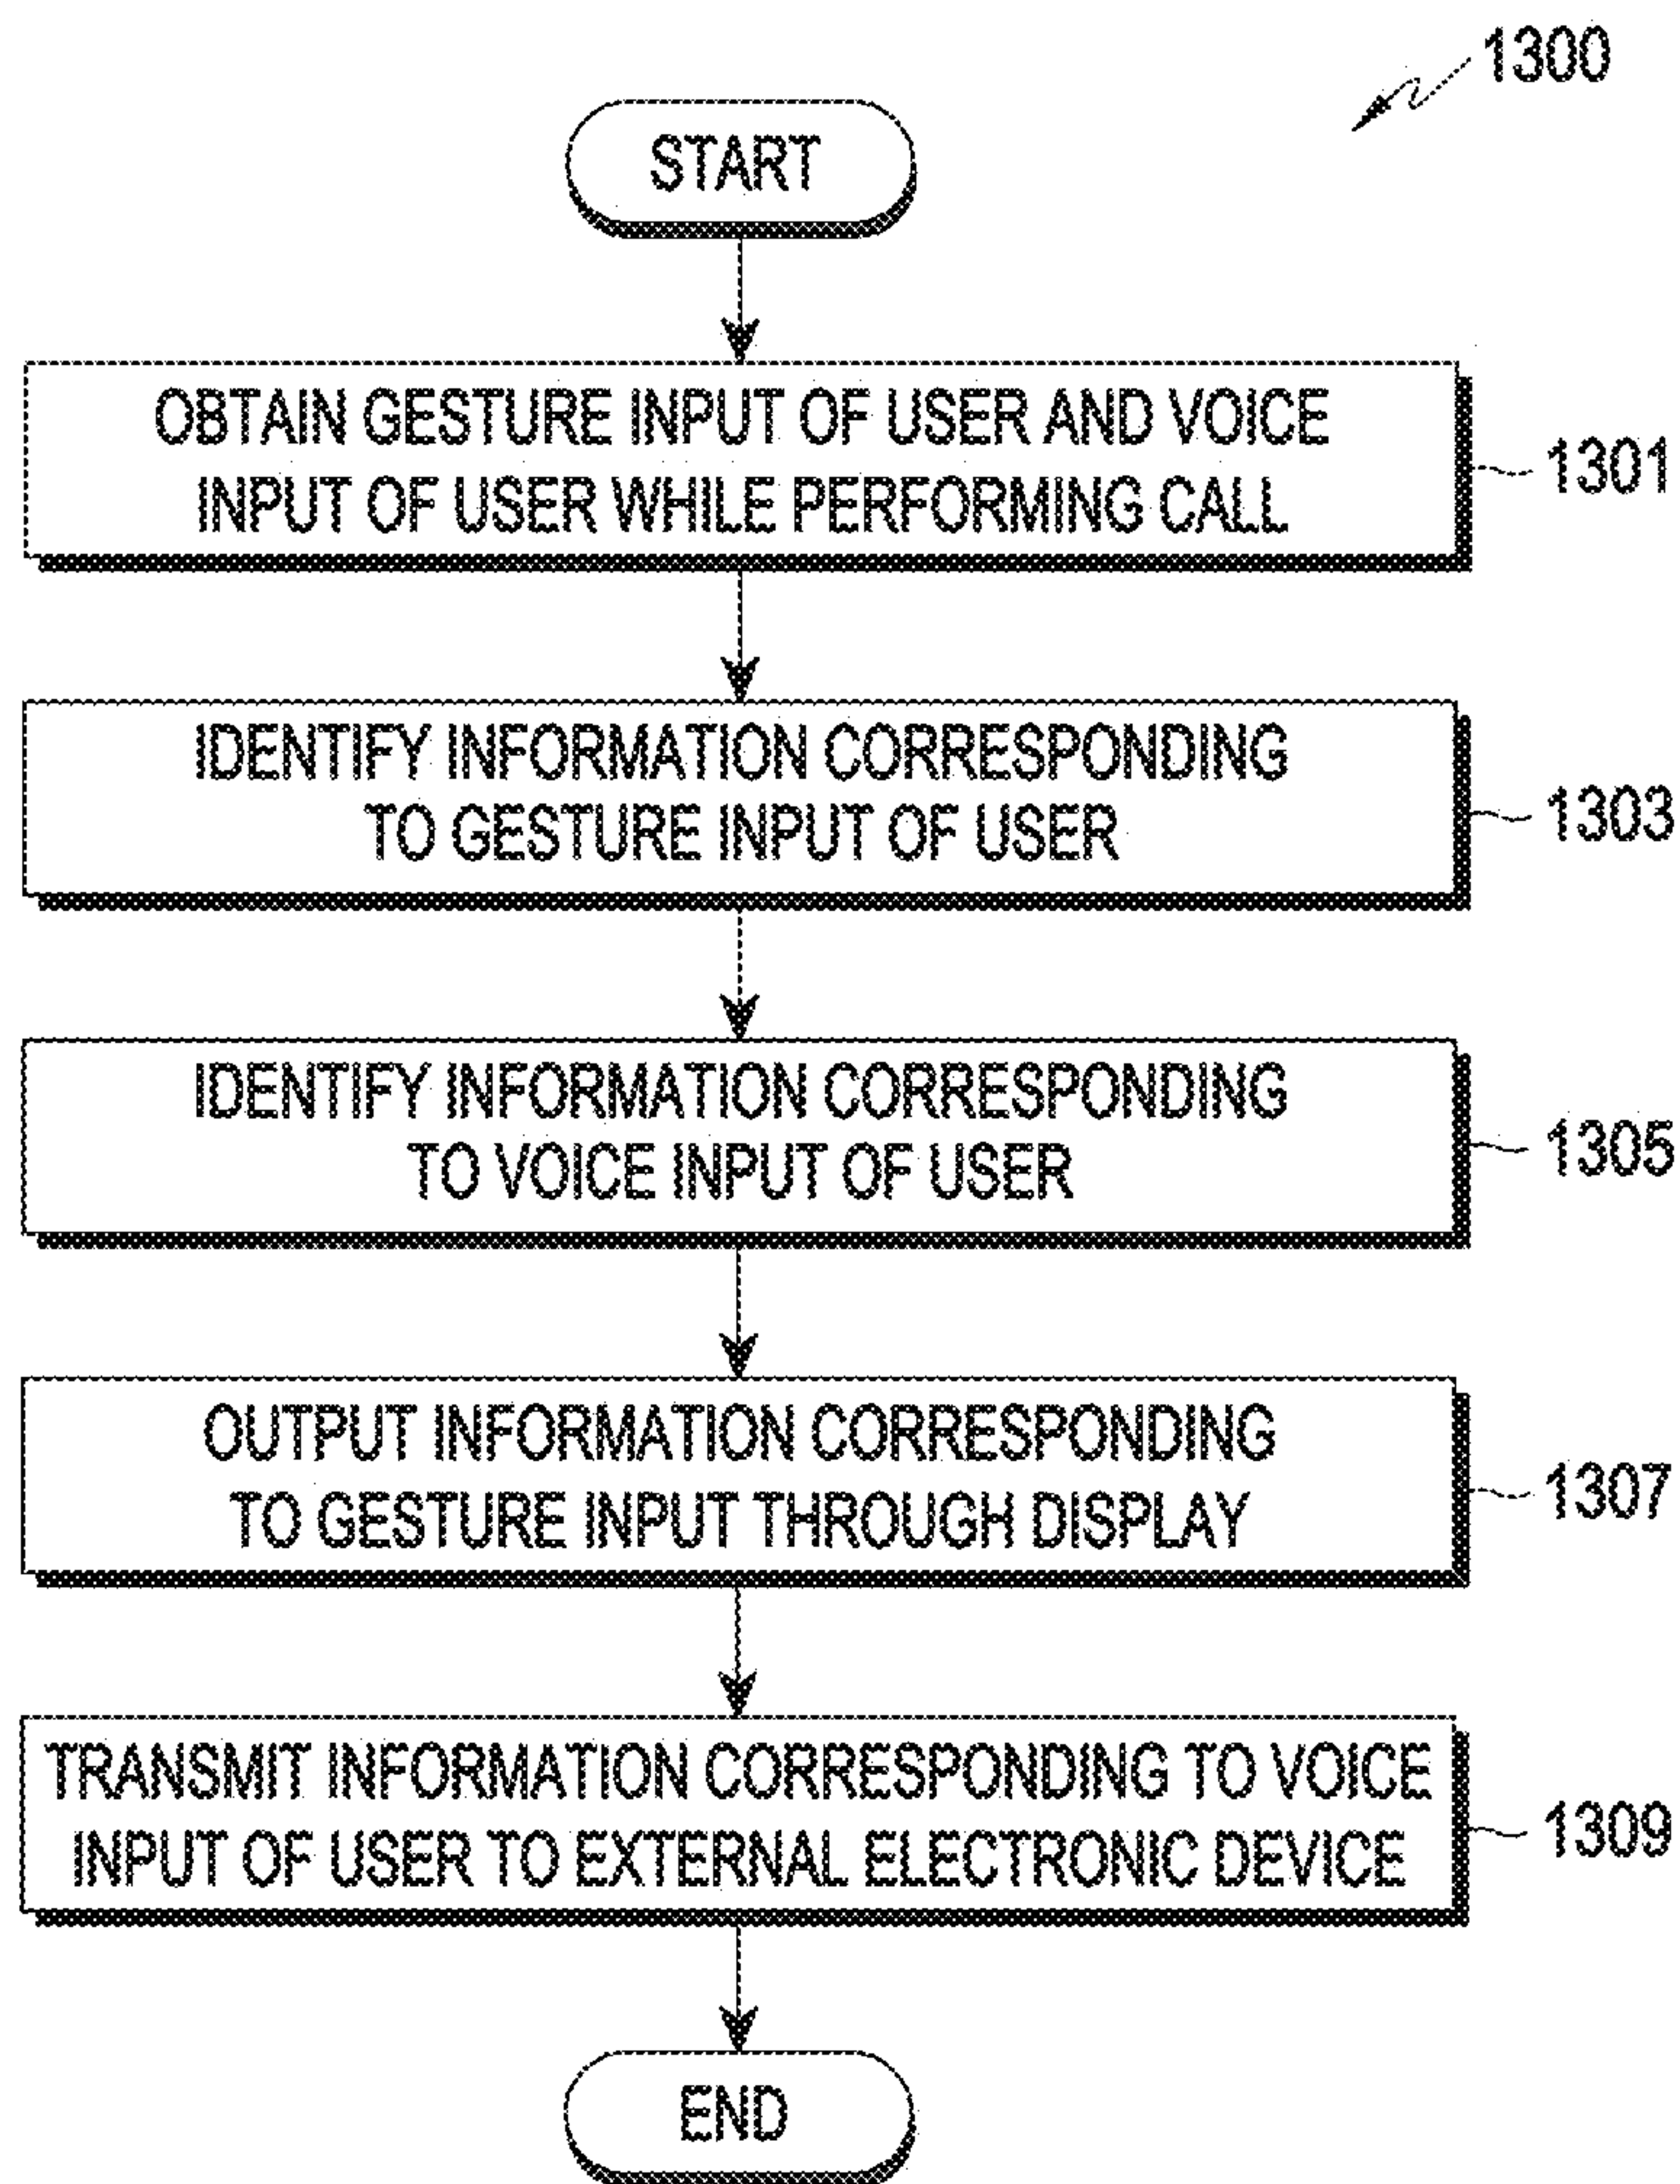 1300
START
OBTAIN GESTURE INPUT OF USER AND VOICE
INPUT OF USER WHILE PERFORMING CALL
1301
IDENTIFY INFORMATION CORRESPONDING
TO GESTURE INPUT OF USER
1303
IDENTIFY INFORMATION CORRESPONDING
TO VOICE INPUT OF USER
1305
OUTPUT INFORMATION CORRESPONDING
TO GESTURE INPUT THROUGH DISPLAY
1307
TRANSMIT INFORMATION CORRESPONDING TO VOICE
INPUT OF USER TO EXTERNAL ELECTRONIC DEVICE
1309
END